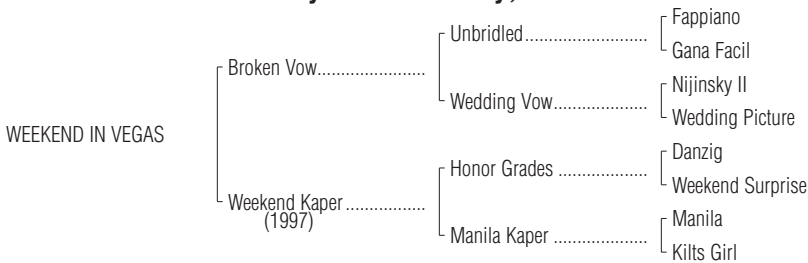 Fappiano
Unbridled
Gana Facil
Broken Vow
Nijinsky II
Wedding Vow
Wedding Picture
WEEKEND IN VEGAS
Danzig
Honor Grades
Weekend Surprise
Weekend Kaper
(1997)
Manila
Manila Kaper
Kilts Girl